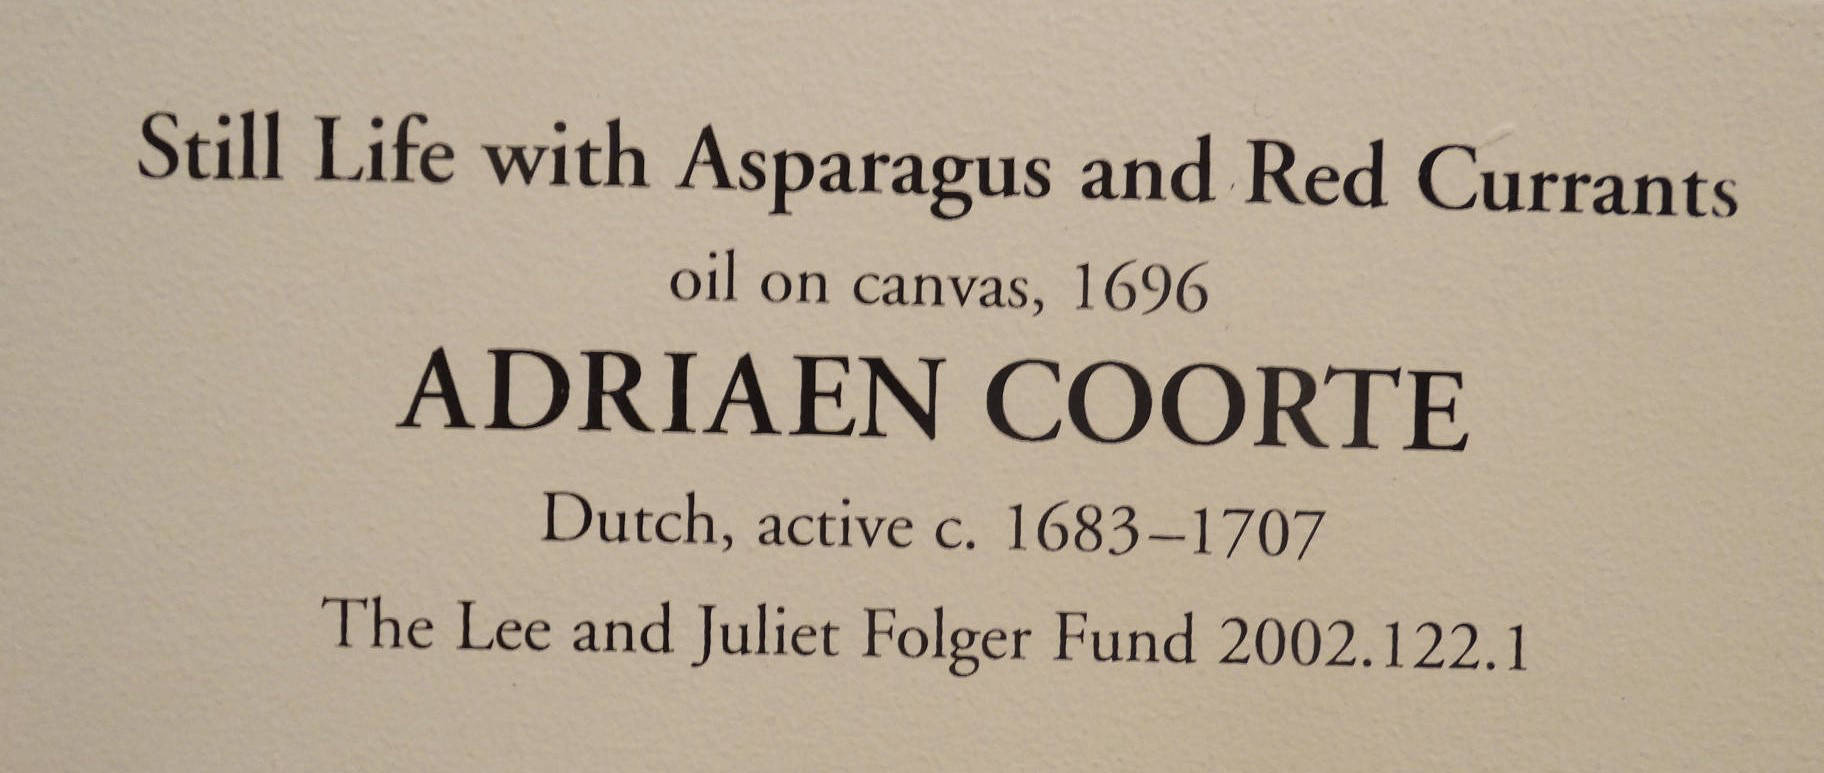 Still Life with Asparagus and Red Currants
oil on canvas, 1696
ADRIAEN COORTE
Dutch, active c. 1683–1707
The Lee and Juliet Folger Fund 2002.122.1